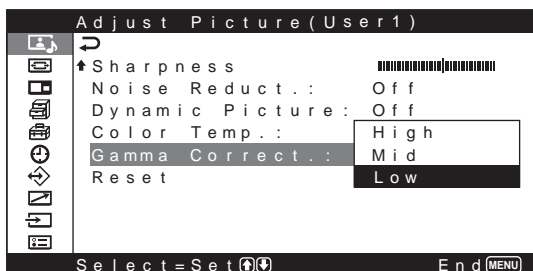 Adjust Picture(User1)
Sharpness
Noise Reduct.: Off
Dynamic Picture: Off
Color Temp.: High
Gamma Correct.: Mid
Reset Low
Select=Set End MENU